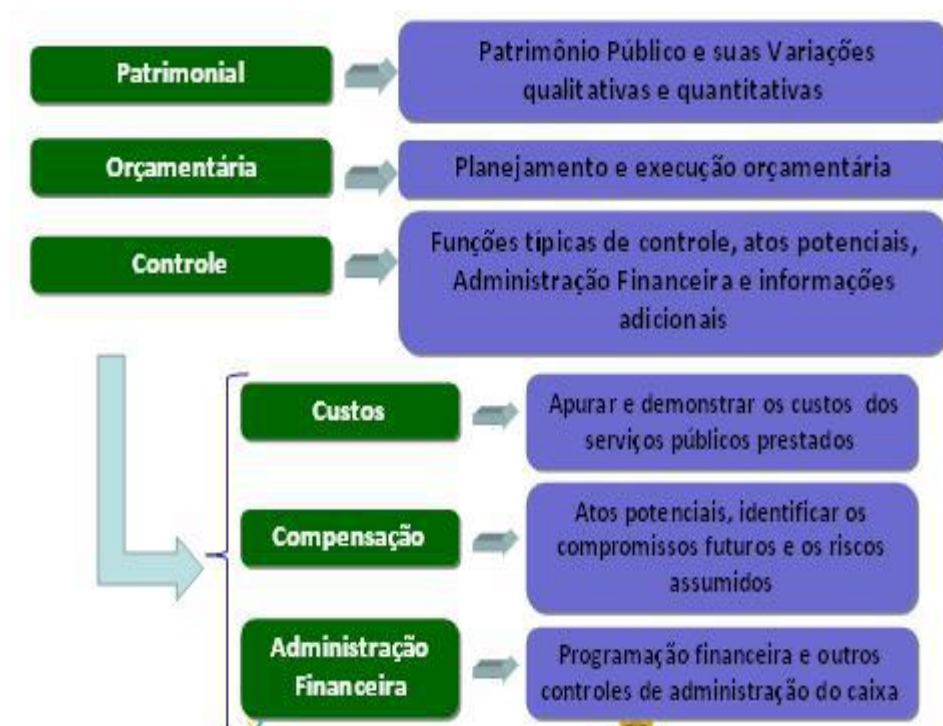 Patrimonial
Patrimônio Público e suas Variações
qualitativas e quantitativas
Orçamentária
Planejamento e execução orçamentária
Controle
Funções típicas de controle, atos potenciais,
Administração Financeira e informações
adicionais
Custos
Apurar e demonstrar os custos dos
serviços públicos prestados
Compensação
Atos potenciais, identificar os
compromissos futuros e os riscos
assumidos
Administração
Financeira
Programação financeira e outros
controles de administração do caixa